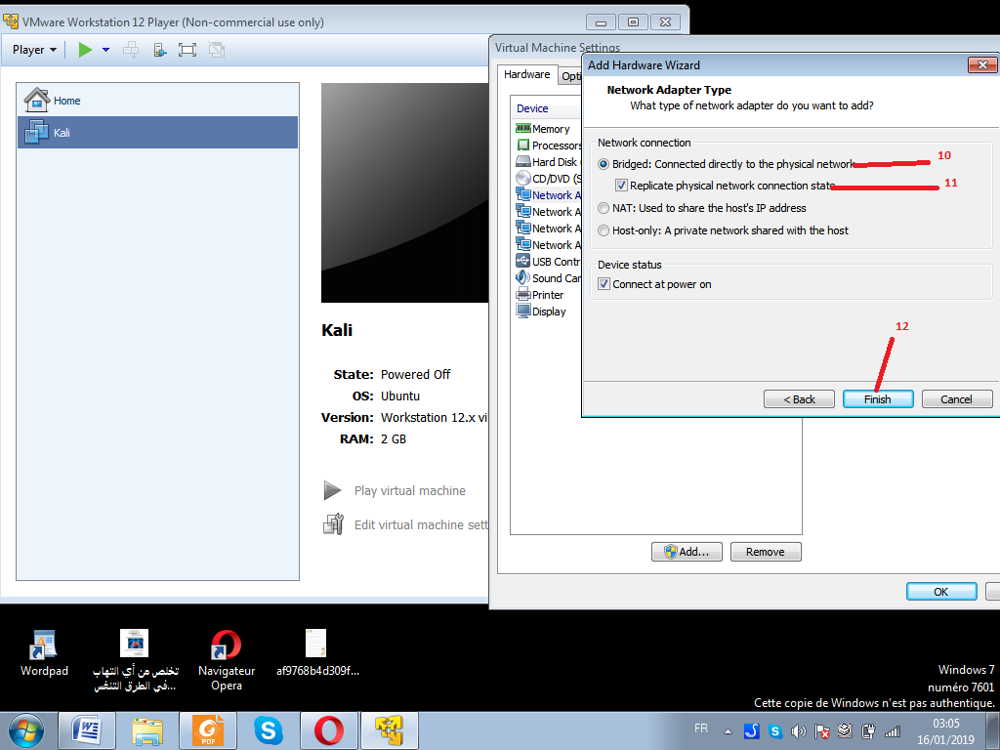 VMware Workstation 12 Player (Non-commercial use only)
Player
Home
Kali
Kali
State: Powered Off
OS: Ubuntu
Version: Workstation 12.x vi
RAM: 2 GB
Play virtual machine
Edit virtual machine sett
Virtual Machine Settings
Hardware
Opti
Device
Memory
Processors
Hard Disk
CD/DVD (S
Network A
Network A
Network A
Network A
USB Contr
Sound Car
Printer
Display
Add...
Remove
OK
Add Hardware Wizard
Network Adapter Type
What type of network adapter do you want to add?
Network connection
Bridged: Connected directly to the physical network
10
Replicate physical network connection state
11
NAT: Used to share the host's IP address
Host-only: A private network shared with the host
Device status
Connect at power on
12
< Back
Finish
Cancel
Wordpad
تخلص من أي التهاب
في الطرق التنفس...
Navigateur
Opera
af9768b4d309f...
Windows 7
numéro 7601
Cette copie de Windows n'est pas authentique.
PDF
FR
03:05
16/01/2019